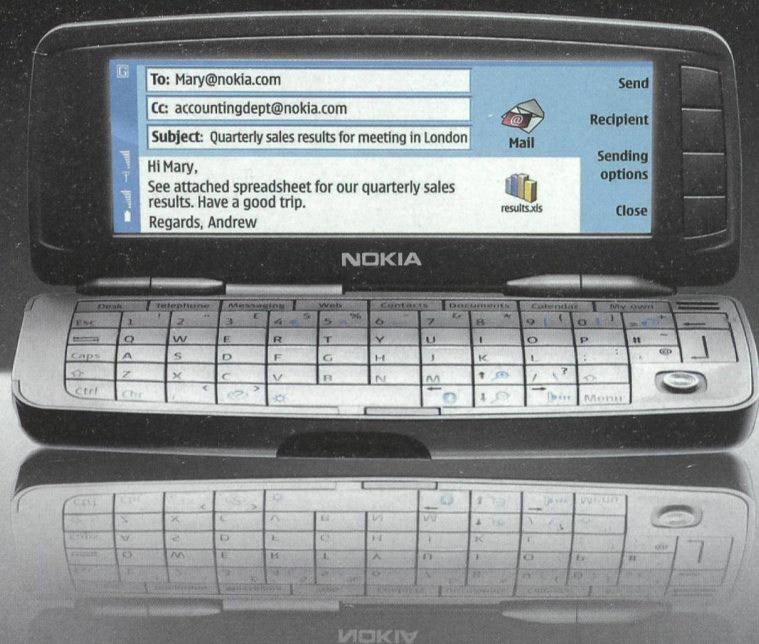 G
To: Mary@nokia.com
Cc: accountingdept@nokia.com
Subject: Quarterly sales results for meeting in London
Hi Mary,
See attached spreadsheet for our quarterly sales
results. Have a good trip.
Regards, Andrew
Mail
results.xls
Send
Recipient
Sending
options
Close
NOKIA
Desk Telephone Messaging Web Contacts Documents Calendar My own
Esc 1 ! 2 " 3 £ 4 € $ 5 % 6 7 & 8 * 9 ( 0 ) +
Q W E R T Y U I O P #
Caps A S D F G H J K L ; : @
Z X C V B N M / ?
Ctrl Chr , < > Menu
NOKIA